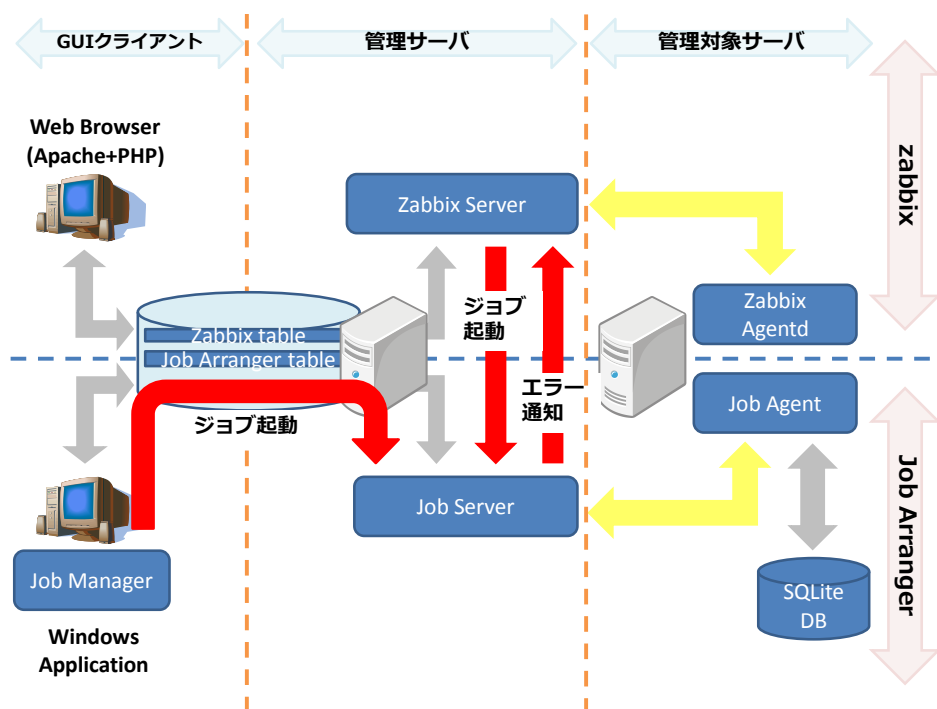 GUIクライアント
管理サーバ
管理対象サーバ
Web Browser
(Apache+PHP)
Zabbix Server
zabbix
Zabbix
Agentd
ジョブ
起動
Zabbix table
Job Arranger table
エラー
通知
Job Agent
ジョブ起動
Job Server
Job Arranger
Job Manager
SQLite
DB
Windows
Application